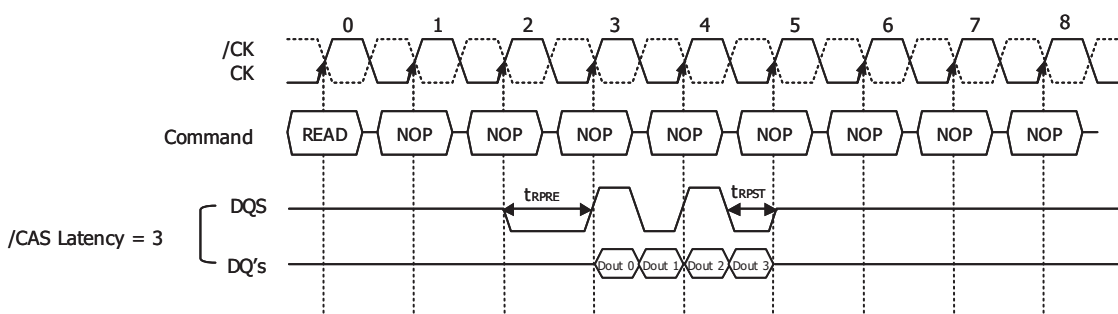 0 1 2 3 4 5 6 7 8
/CK
CK
Command READ NOP NOP NOP NOP NOP NOP NOP NOP
DQS tRPRE tRPST
/CAS Latency = 3
DQ's Dout 0 Dout 1 Dout 2 Dout 3